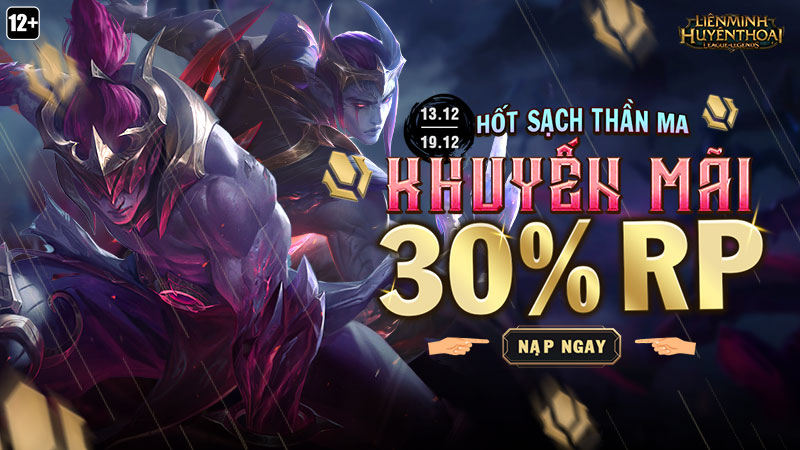 12+
LIÊN MINH
HUYỀN THOẠI
LEAGUE OF LEGENDS
13.12
19.12
HỐT SẠCH THẦN MA
KHUYẾN MÃI
30% RP
NẠP NGAY